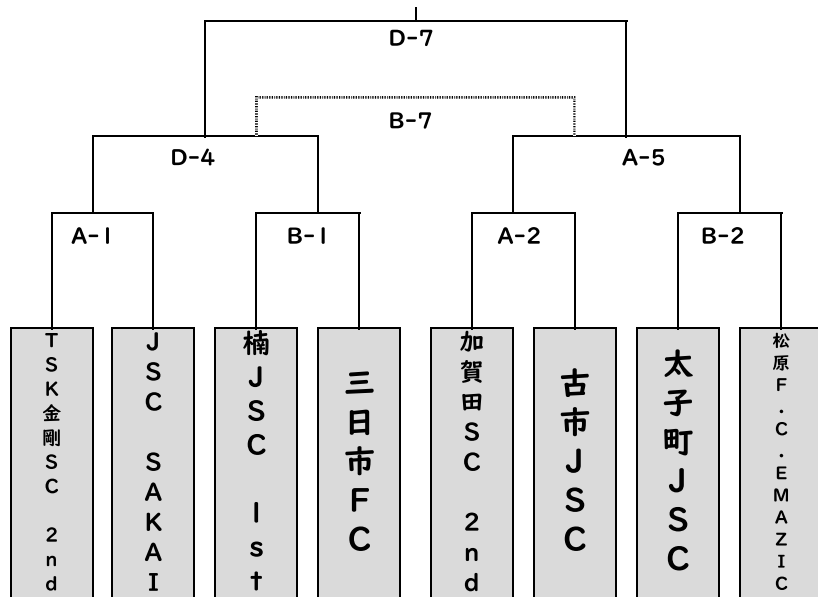 D-7
B-7
D-4
A-5
A-1
B-1
A-2
B-2
TSK金剛SC 2nd
JSC SAKAI
楠JSC 1st
三日市FC
加賀田SC 2nd
古市JSC
太子町JSC
松原F.C.EMAZIC